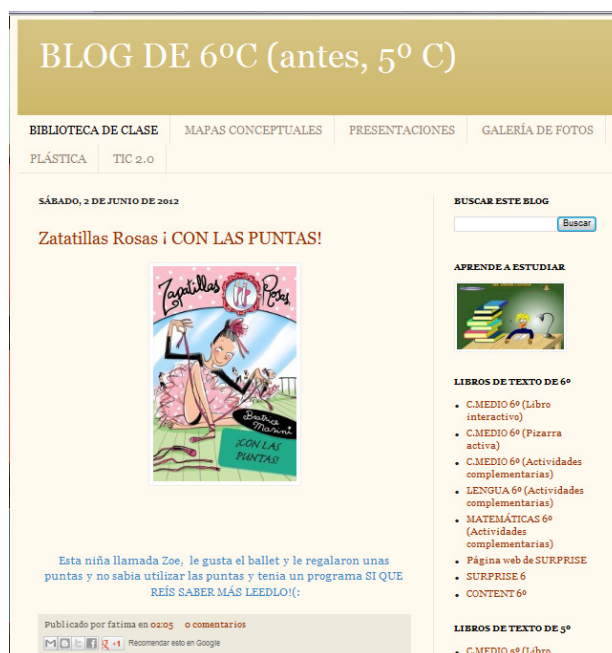 BLOG DE 6ºC (antes, 5º C)
BIBLIOTECA DE CLASE
MAPAS CONCEPTUALES
PRESENTACIONES
GALERÍA DE FOTOS
PLÁSTICA
TIC 2.0
SÁBADO, 2 DE JUNIO DE 2012
Zatatillas Rosas ¡ CON LAS PUNTAS!
Zapatillas Rosas
Beatrice
Masini
¡CON LAS
PUNTAS!
Esta niña llamada Zoe, le gusta el ballet y le regalaron unas
puntas y no sabia utilizar las puntas y tenia un programa SI QUE
REÍS SABER MÁS LEEDLO!(:
Publicado por fatima en 02:05 0 comentarios
+1 Recomendar esto en Google
BUSCAR ESTE BLOG
Buscar
APRENDE A ESTUDIAR
LIBROS DE TEXTO DE 6º
C.MEDIO 6º (Libro
interactivo)
C.MEDIO 6º (Pizarra
activa)
C.MEDIO 6º (Actividades
complementarias)
LENGUA 6º (Actividades
complementarias)
MATEMÁTICAS 6º
(Actividades
complementarias)
Página web de SURPRISE
SURPRISE 6
CONTENT 6º
LIBROS DE TEXTO DE 5º
C.MEDIO 5º (Libro